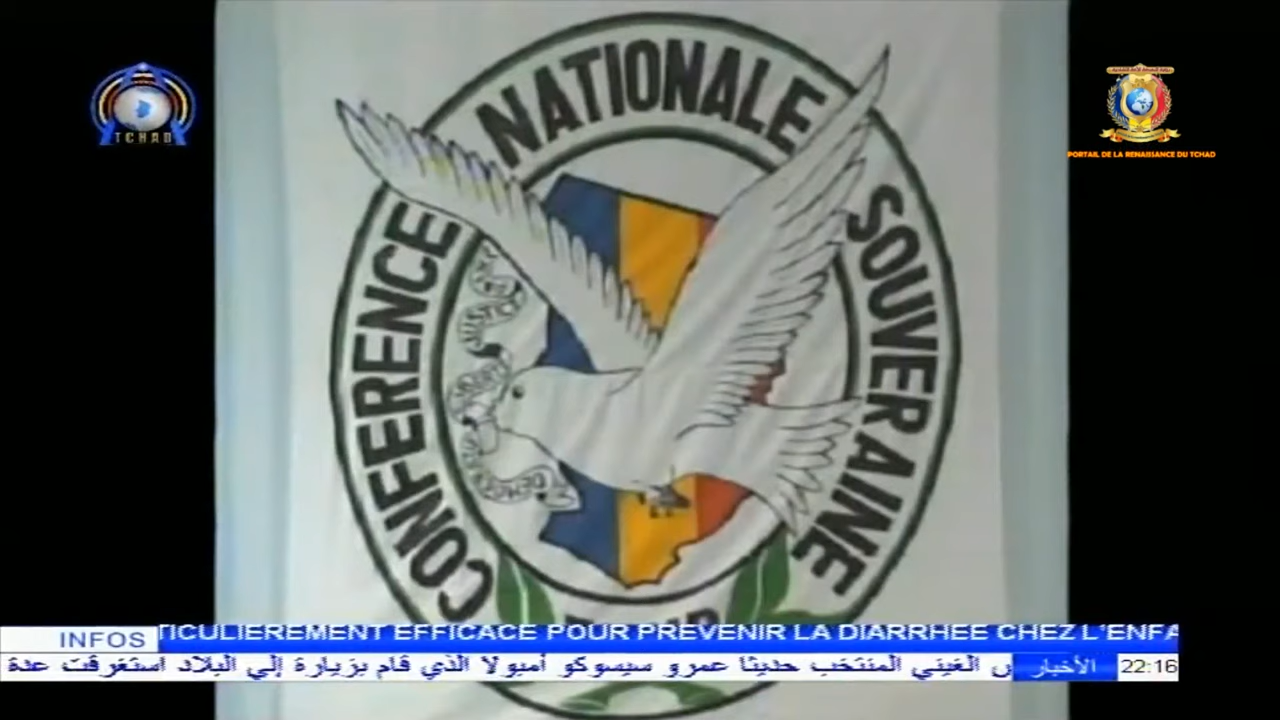 CONFERENCE NATIONALE SOUVERAINE
TCHAD
PORTAIL DE LA RENAISSANCE DU TCHAD
INFOS
TICULIEREMENT EFFICACE POUR PREVENIR LA DIARRHEE CHEZ L'ENFA
الغيني المنتخب حديثا عمرو سيسوكو أمبولا الذي قام بزيارة إلي البلاد استغرقت عدة
الأخبار
22:16